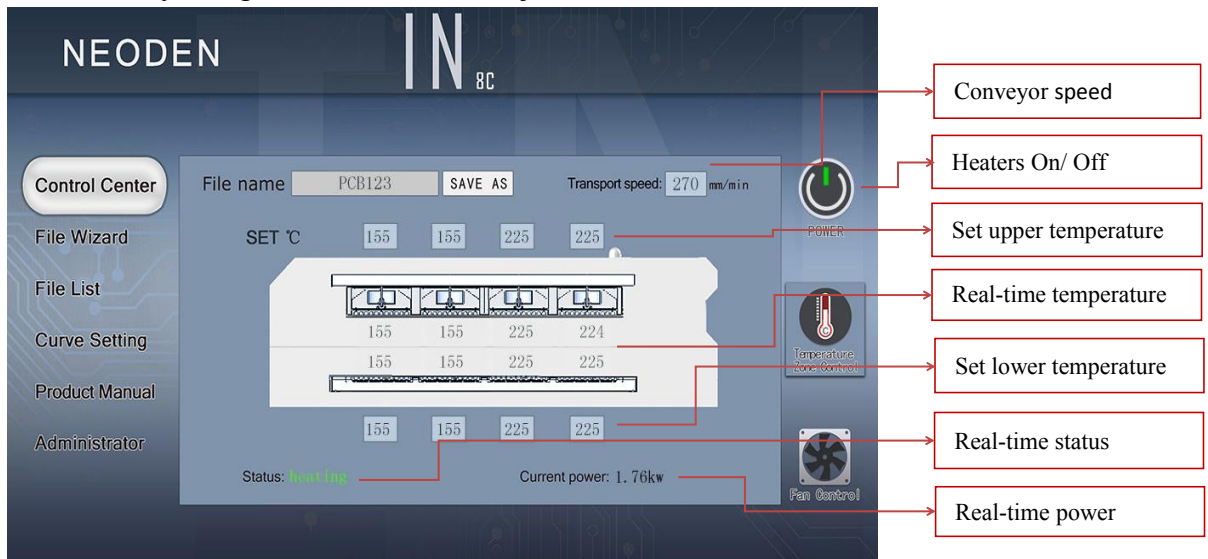 NEODEN
IN 8C
Conveyor speed
Heaters On/ Off
Set upper temperature
Real-time temperature
Set lower temperature
Real-time status
Real-time power
Control Center
File Wizard
File List
Curve Setting
Product Manual
Administrator
File name PCB123 SAVE AS Transport speed: 270 mm/min
SET ℃ 155 155 225 225
155 155 225 224
155 155 225 225
155 155 225 225
Status: heating Current power: 1.76kw
POWER
C
Temperature
Zone Control
Fan Control